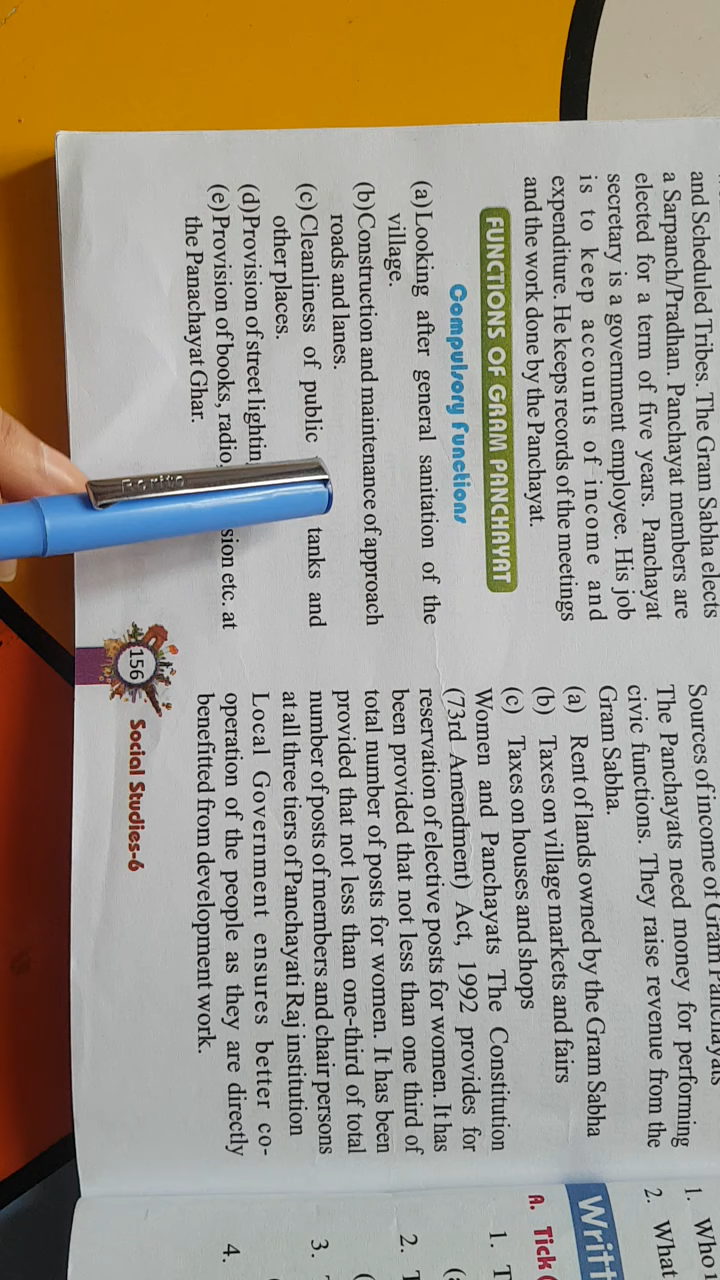 and Scheduled Tribes. The Gram Sabha elects
a Sarpanch/Pradhan. Panchayat members are
elected for a term of five years. Panchayat
secretary is a government employee. His job
is to keep accounts of income and
expenditure. He keeps records of the meetings
and the work done by the Panchayat.
FUNCTIONS OF GRAM PANCHAYAT
Compulsory Functions
(a) Looking after general sanitation of the
village.
(b) Construction and maintenance of approach
roads and lanes.
(c) Cleanliness of public tanks and
other places.
(d) Provision of street
(e) Provision of books, radio, etc. at
the Panachayat Ghar.
Sources of income of Gram Panchayats
The Panchayats need money for performing
civic functions. They raise revenue from the
Gram Sabha.
(a) Rent of lands owned by the Gram Sabha
(b) Taxes on village markets and fairs
(c) Taxes on houses and shops
Women and Panchayats The Constitution
(73rd Amendment) Act, 1992 provides for
reservation of elective posts for women. It has
been provided that not less than one third of
total number of posts for women. It has been
provided that not less than one-third of total
number of posts of members and chairpersons
at all three tiers of Panchayati Raj institution
Local Government ensures better co-
operation of the people as they are directly
benefitted from development work.
156 Social Studies-6
1. Who
2. What
A. Tick
1.
2.
3.
4.